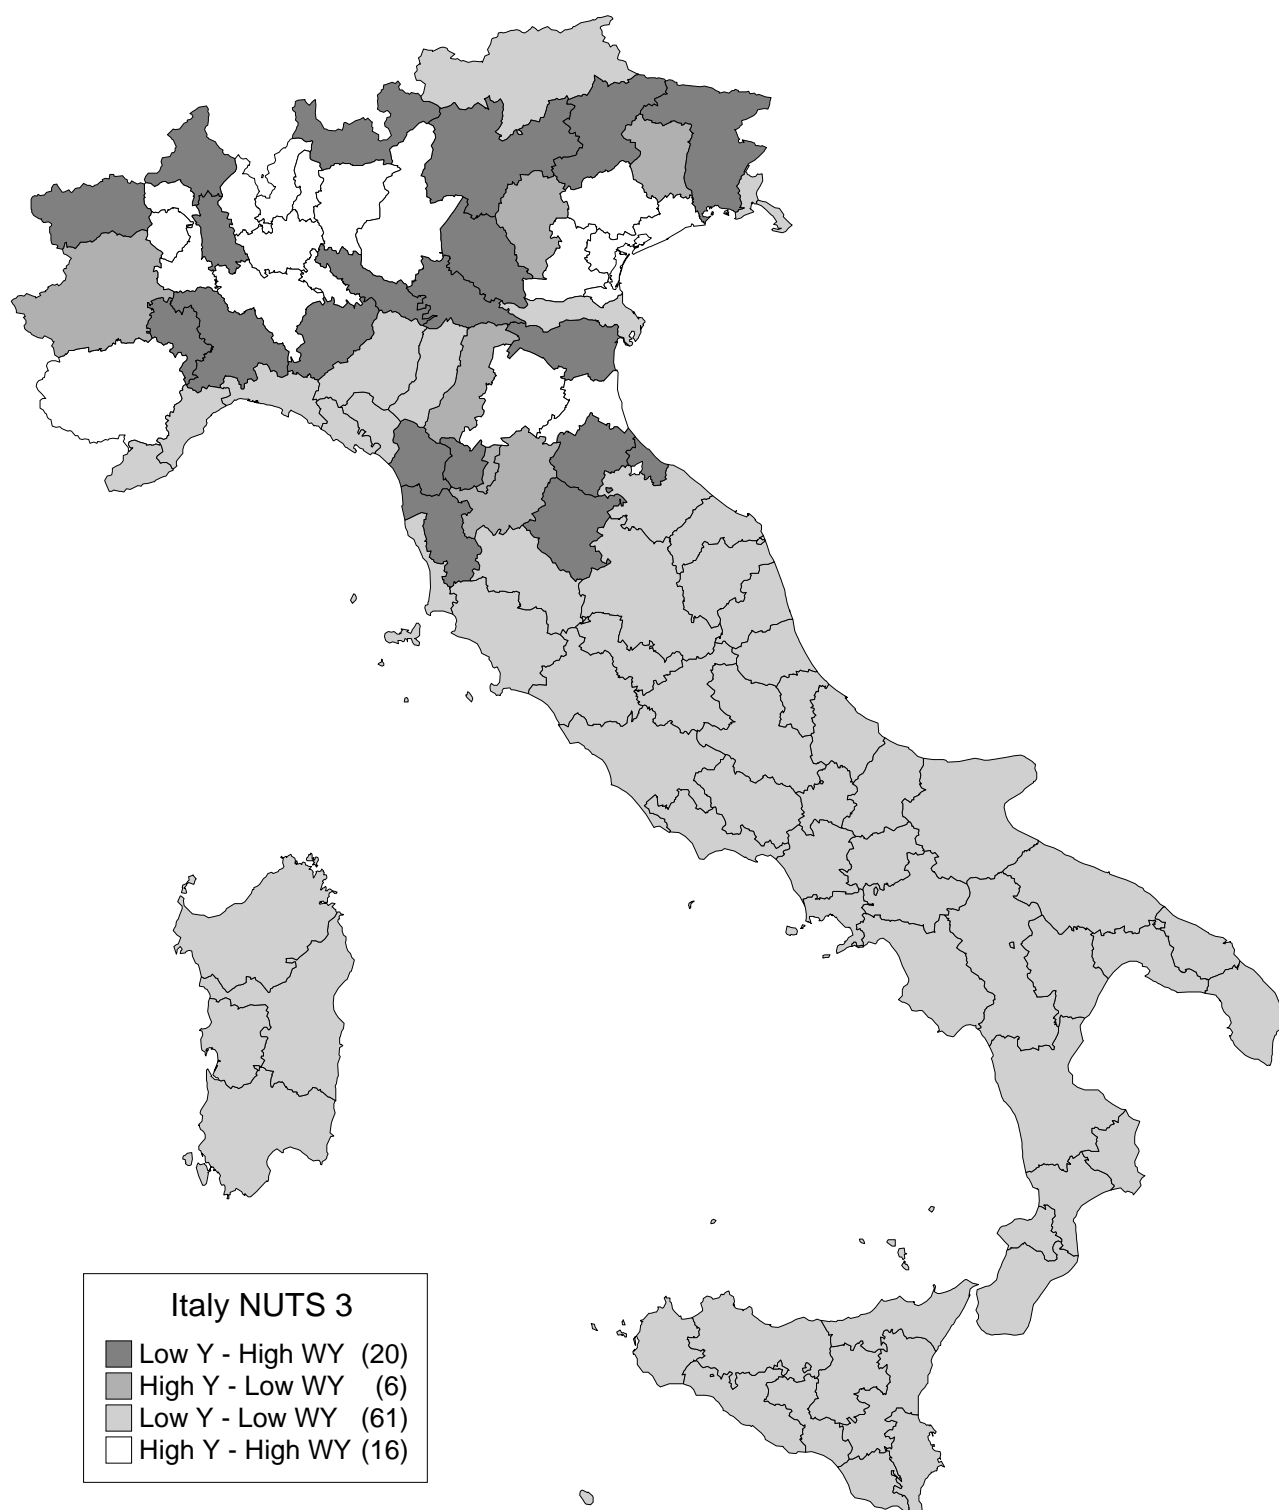 Italy NUTS 3
Low Y - High WY (20)
High Y - Low WY (6)
Low Y - Low WY (61)
High Y - High WY (16)